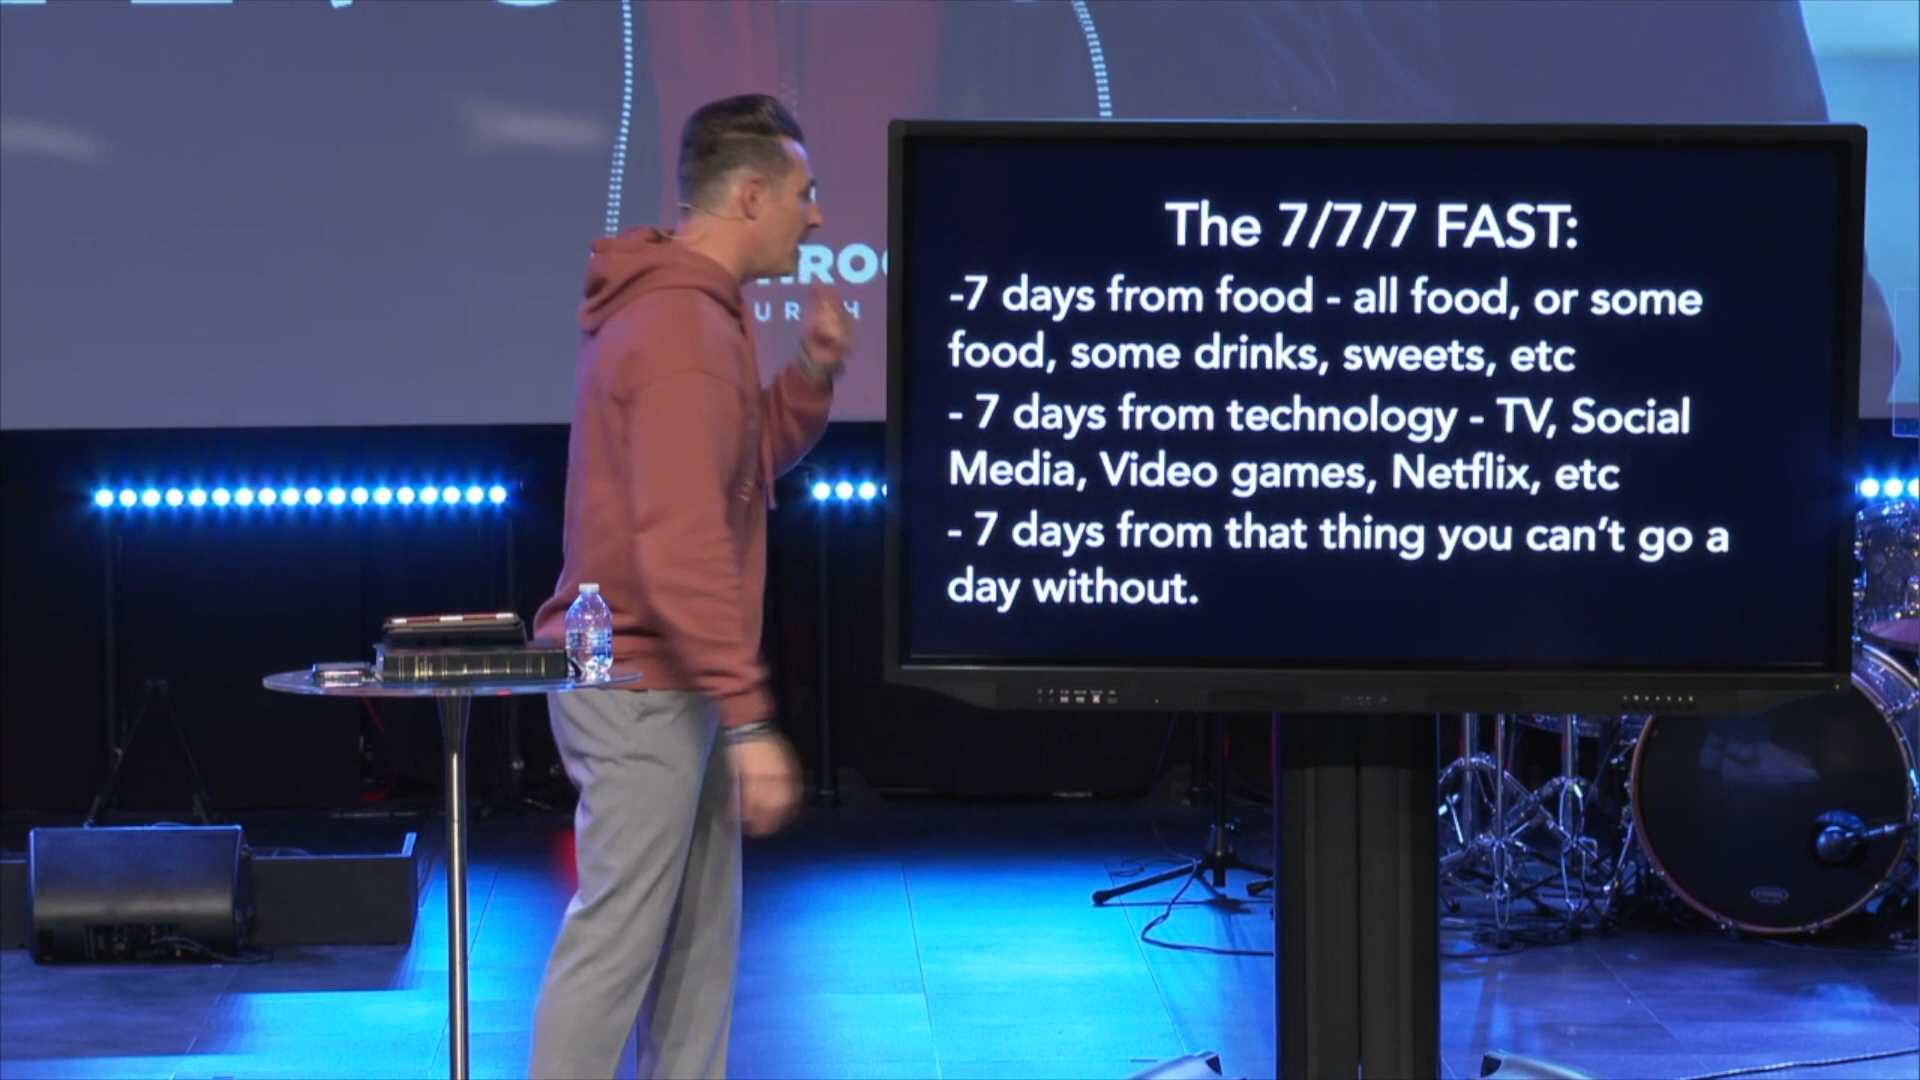 The 7/7/7 FAST:
-7 days from food - all food, or some
food, some drinks, sweets, etc
- 7 days from technology - TV, Social
Media, Video games, Netflix, etc
- 7 days from that thing you can't go a
day without.